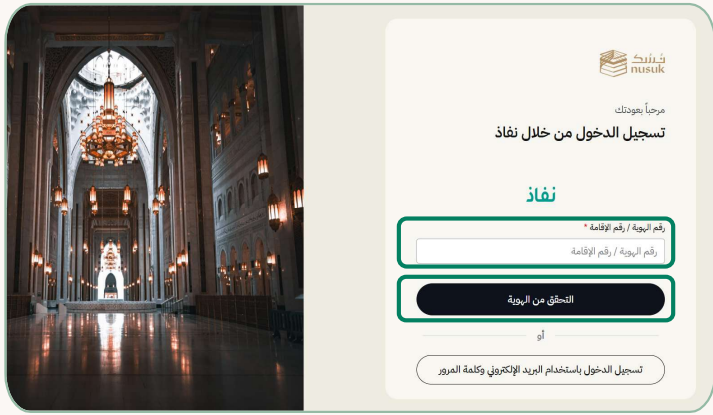 نُسُك
nusuk
مرحباً بعودتك
تسجيل الدخول من خلال نفاذ
نفاذ
رقم الهوية / رقم الإقامة *
رقم الهوية / رقم الإقامة
التحقق من الهوية
أو
تسجيل الدخول باستخدام البريد الإلكتروني وكلمة المرور